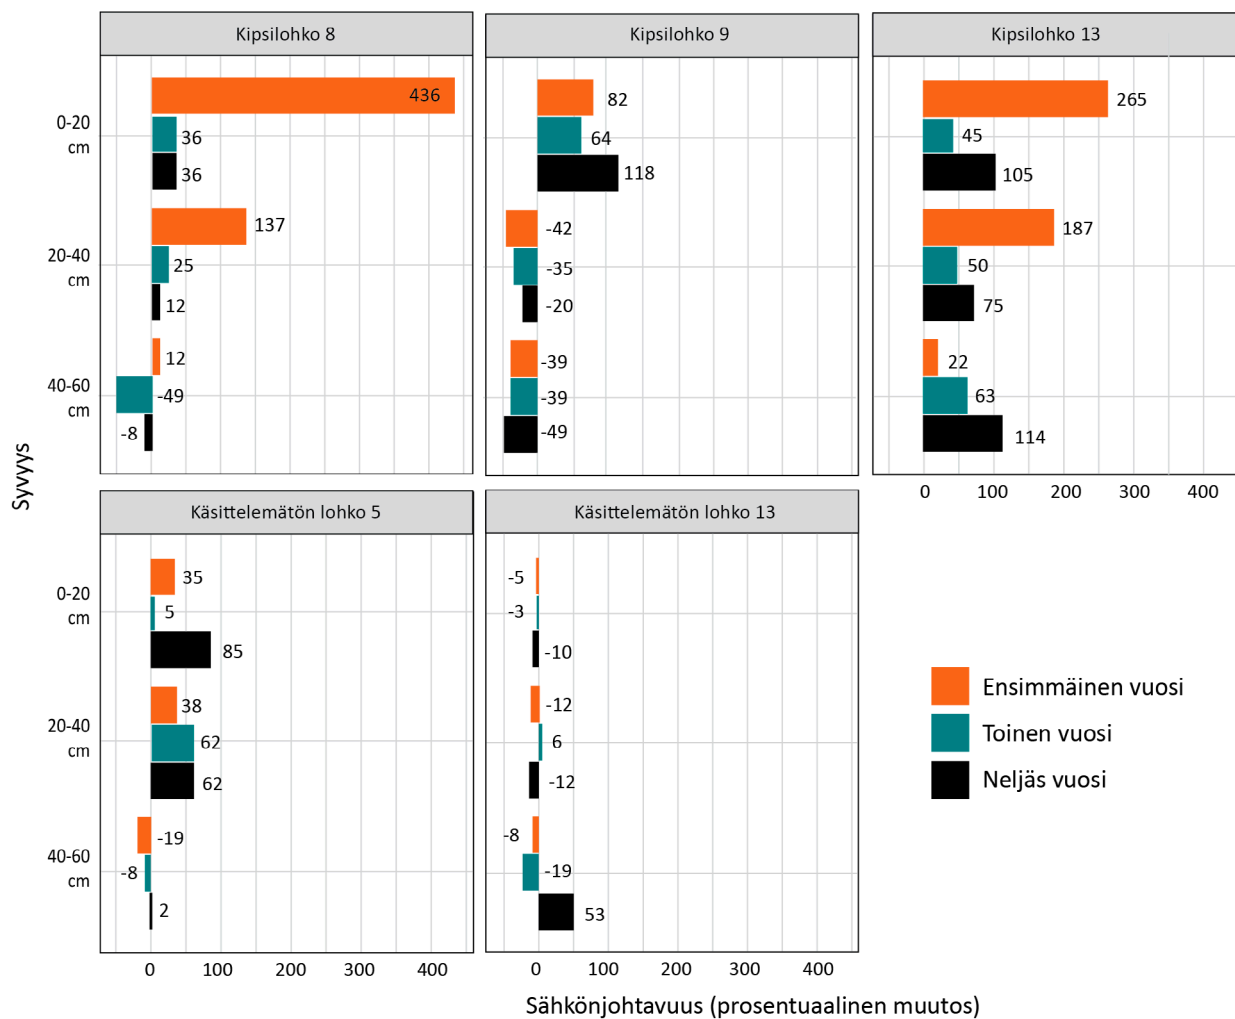 Kipsilohko 8
Kipsilohko 9
Kipsilohko 13
Syvyys
0-20
cm
436
36
36
82
64
118
265
45
105
20-40
cm
137
25
12
-42
-35
-20
187
50
75
40-60
cm
12
-49
-8
-39
-39
-49
22
63
114
0 100 200 300 400
Käsittelemätön lohko 5
Käsittelemätön lohko 13
0-20
cm
35
5
85
-5
-3
-10
20-40
cm
38
62
62
-12
6
-12
40-60
cm
-19
-8
2
-8
-19
53
0 100 200 300 400
0 100 200 300 400
Ensimmäinen vuosi
Toinen vuosi
Neljäs vuosi
Sähkönjohtavuus (prosentuaalinen muutos)